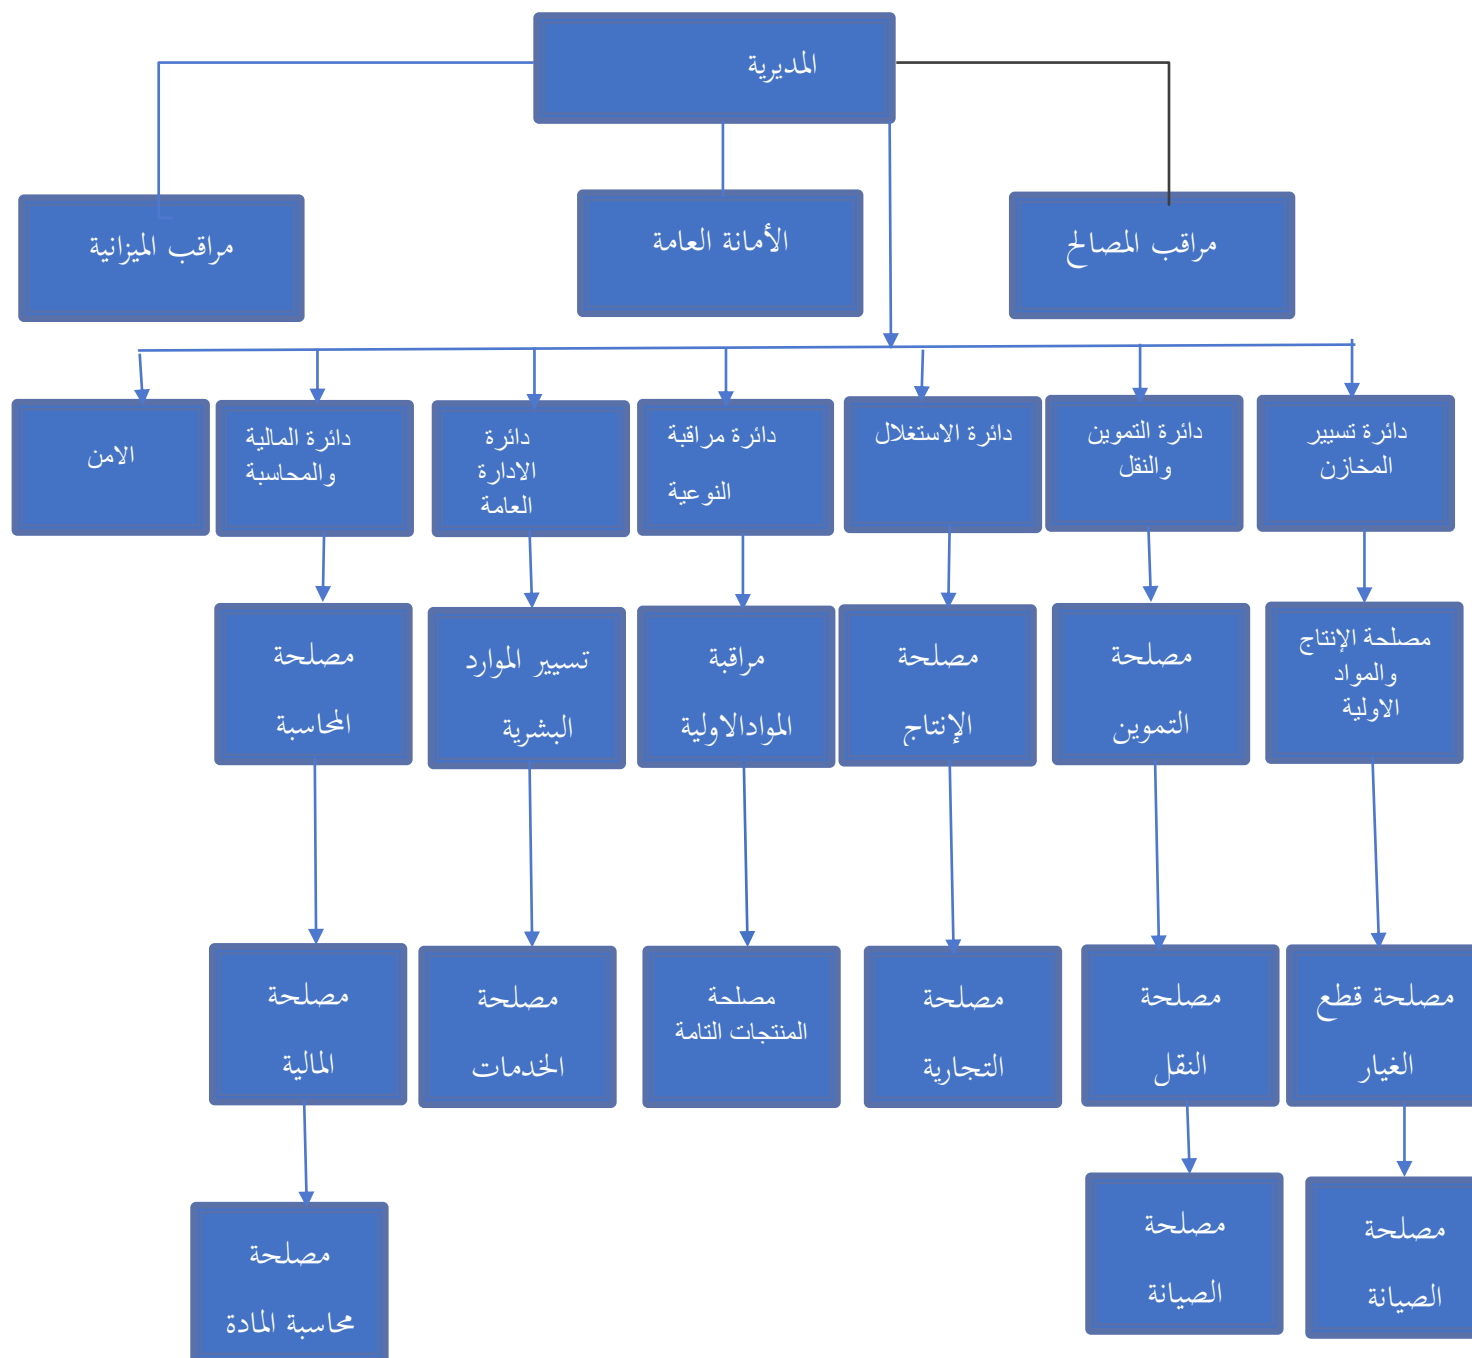 المديرية
مراقب المصالح
الأمانة العامة
مراقب الميزانية
دائرة تسيير
المخازن
دائرة التموين
والنقل
دائرة الاستغلال
دائرة مراقبة
النوعية
دائرة
الادارة
العامة
دائرة المالية
والمحاسبة
الامن
مصلحة الإنتاج
والمواد
الاولية
مصلحة
التموين
مصلحة
الإنتاج
مراقبة
الموادالاولية
تسيير الموارد
البشرية
مصلحة
المحاسبة
مصلحة قطع
الغيار
مصلحة
النقل
مصلحة
التجارية
مصلحة
المنتجات التامة
مصلحة
الخدمات
مصلحة
المالية
مصلحة
الصيانة
مصلحة
الصيانة
مصلحة
محاسبة المادة